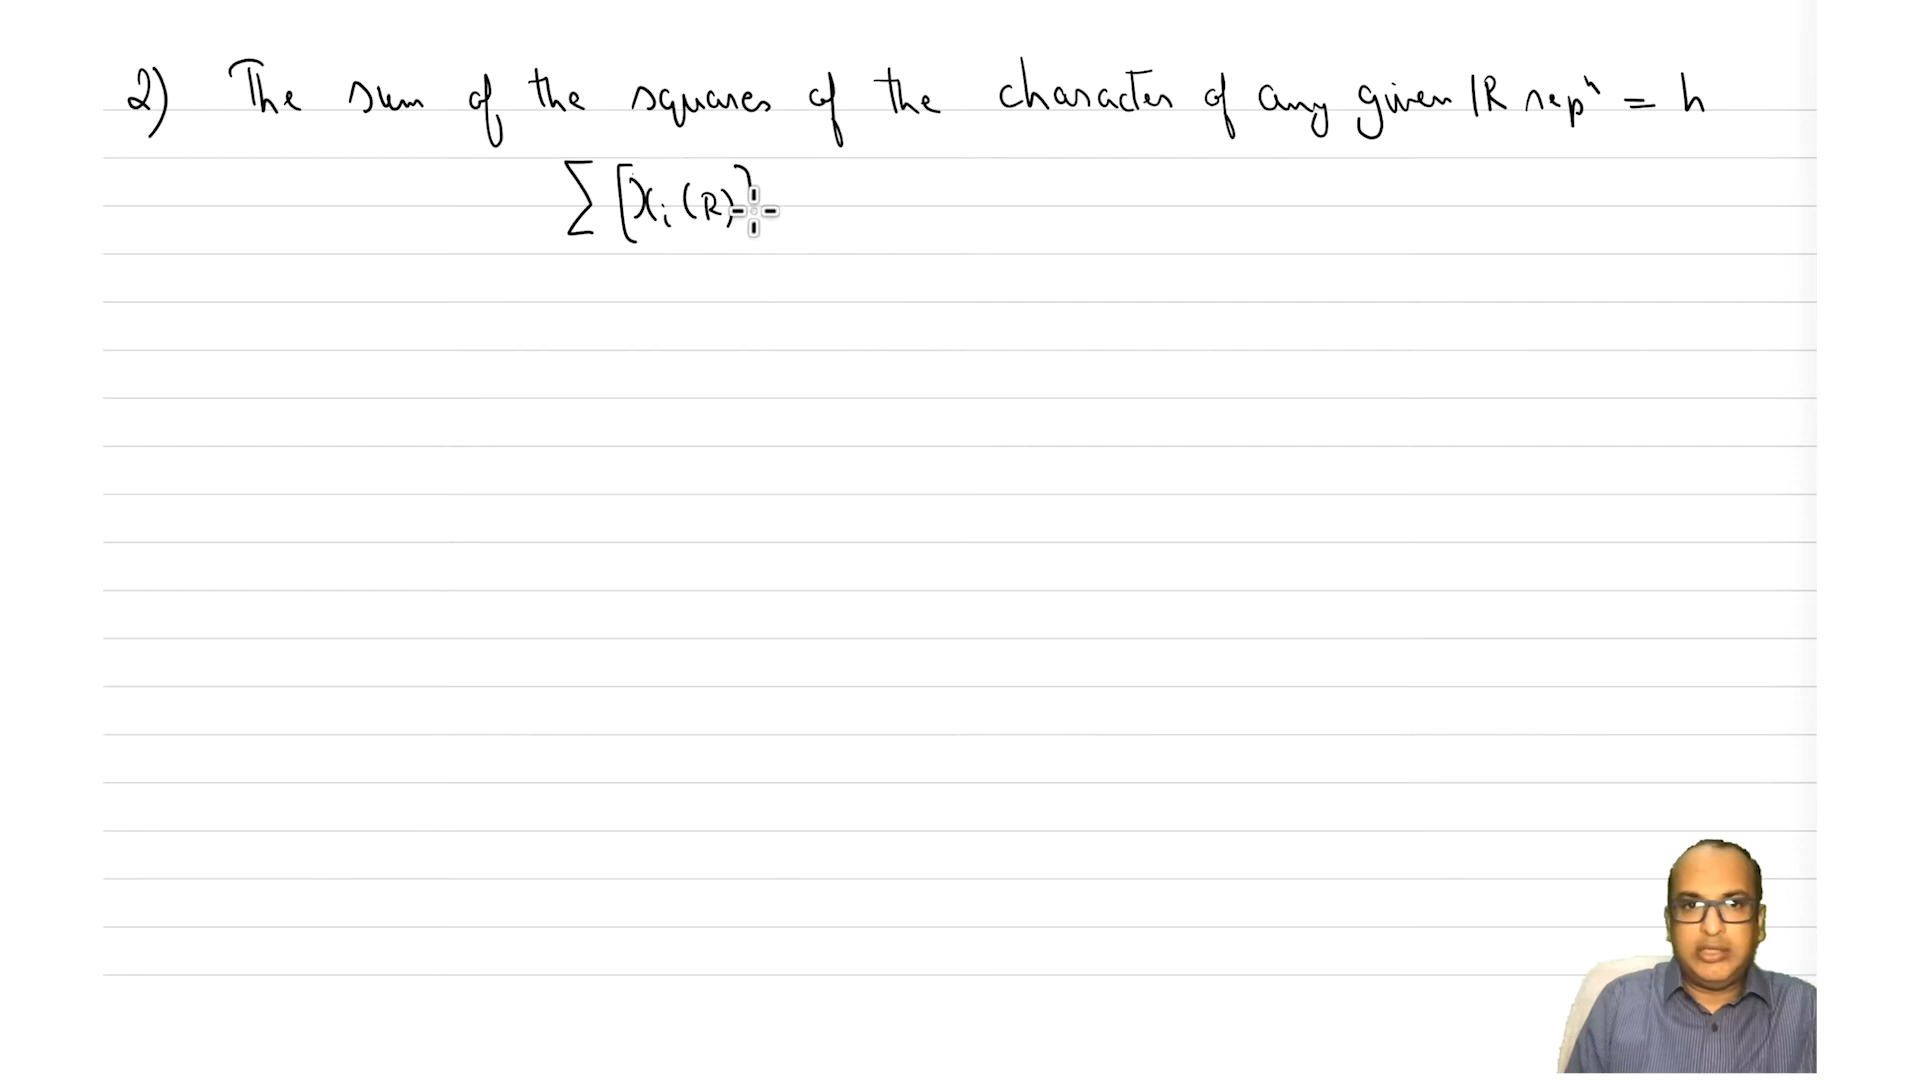 2) The sum of the squares of the character of any given IR repⁿ = h
∑ [χᵢ(R)]